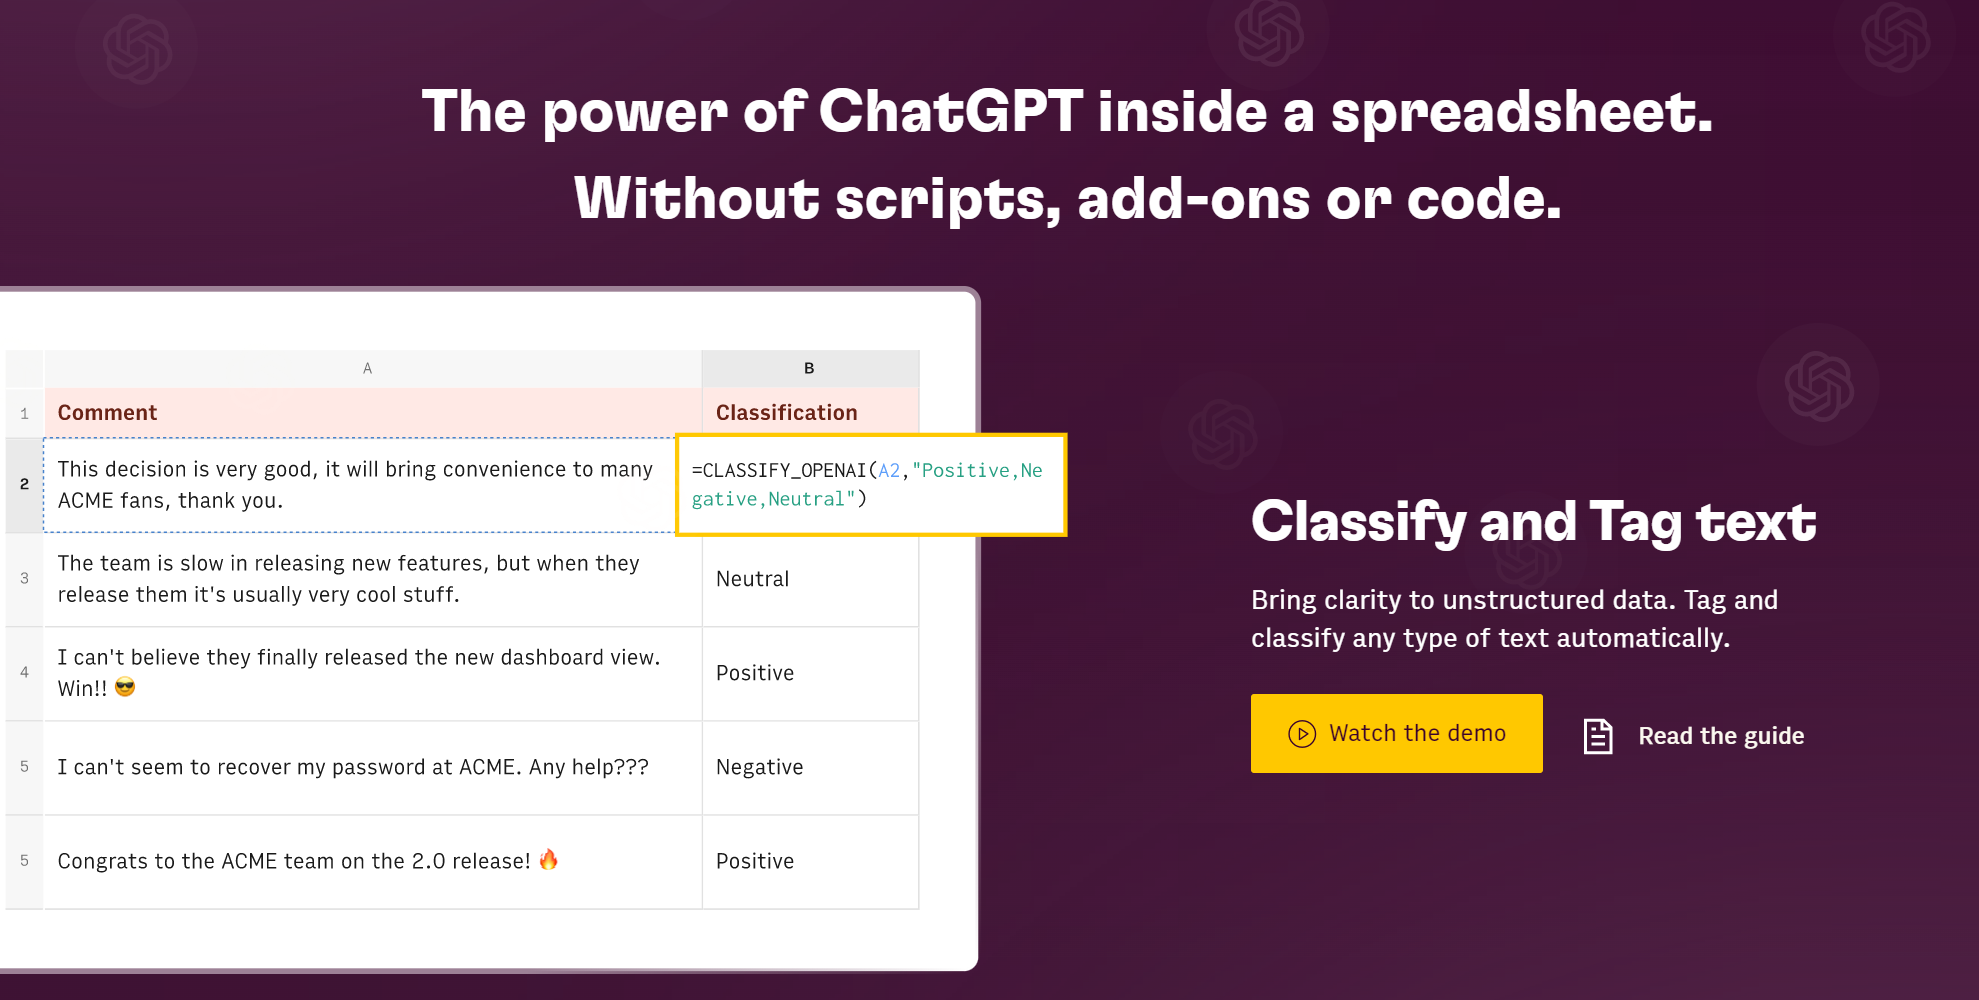 The power of ChatGPT inside a spreadsheet.
Without scripts, add-ons or code.
A B
1 Comment Classification
2 This decision is very good, it will bring convenience to many
ACME fans, thank you.
=CLASSIFY_OPENAI(A2,"Positive,Ne
gative,Neutral")
3 The team is slow in releasing new features, but when they
release them it's usually very cool stuff.
Neutral
4 I can't believe they finally released the new dashboard view.
Win!! 😎
Positive
5 I can't seem to recover my password at ACME. Any help??? Negative
5 Congrats to the ACME team on the 2.0 release! 🔥 Positive
Classify and Tag text
Bring clarity to unstructured data. Tag and
classify any type of text automatically.
Watch the demo
Read the guide